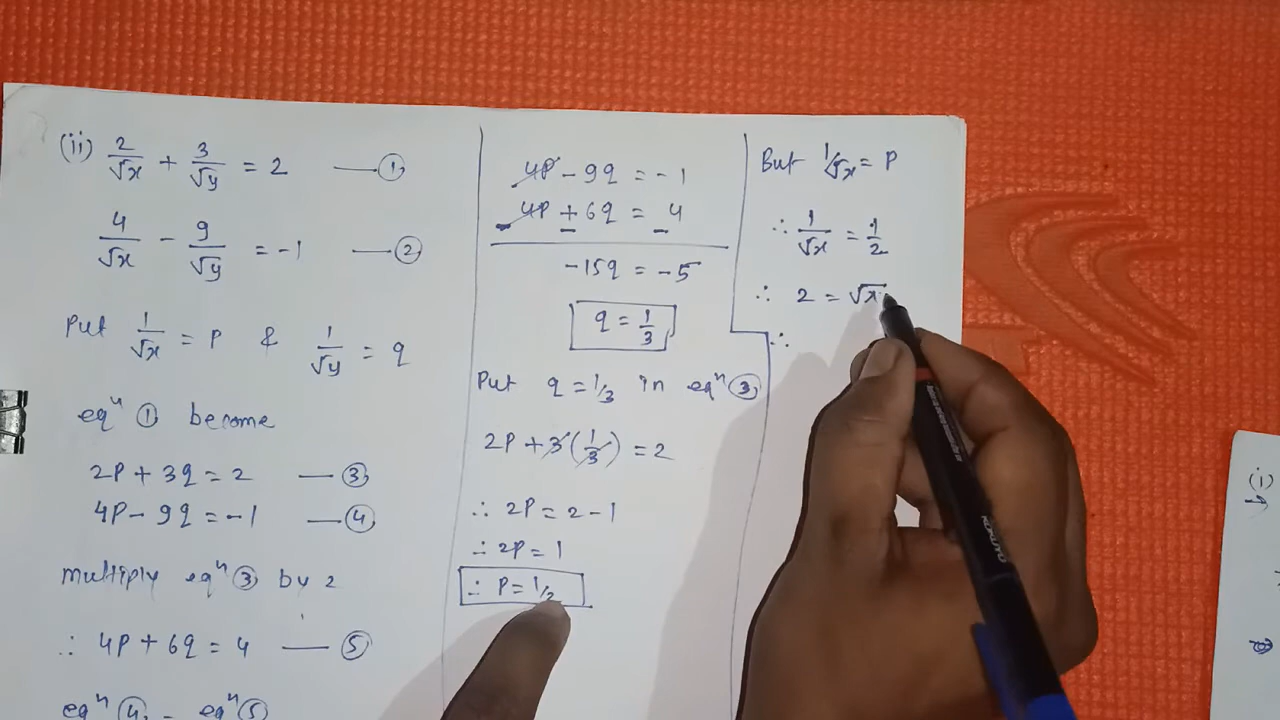 (ii) 2/√x + 3/√y = 2 —— ①
4/√x - 9/√y = -1 —— ②
Put 1/√x = P & 1/√y = q
eqⁿ ① become
2P + 3q = 2 — ③
4P - 9q = -1 — ④
multiply eqⁿ ③ by 2
∴ 4P + 6q = 4 —— ⑤
eqⁿ ④ - eqⁿ ⑤
4P - 9q = -1
4P + 6q = 4
- - -
-15q = -5
q = 1/3
Put q = 1/3 in eqⁿ ③
2P + 3(1/3) = 2
∴ 2P = 2 - 1
∴ 2P = 1
∴ P = 1/2
But 1/√x = P
∴ 1/√x = 1/2
∴ 2 = √x
∴
(i)
KOKUYO